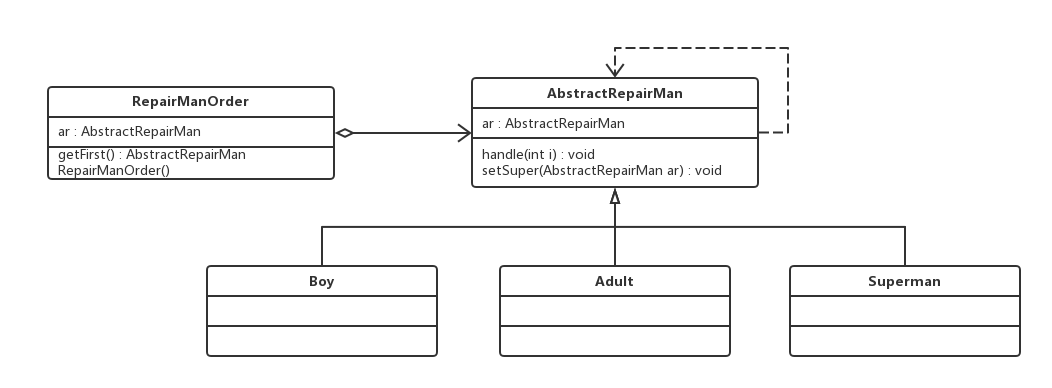 RepairManOrder
ar : AbstractRepairMan
getFirst() : AbstractRepairMan
RepairManOrder()
AbstractRepairMan
ar : AbstractRepairMan
handle(int i) : void
setSuper(AbstractRepairMan ar) : void
Boy
Adult
Superman